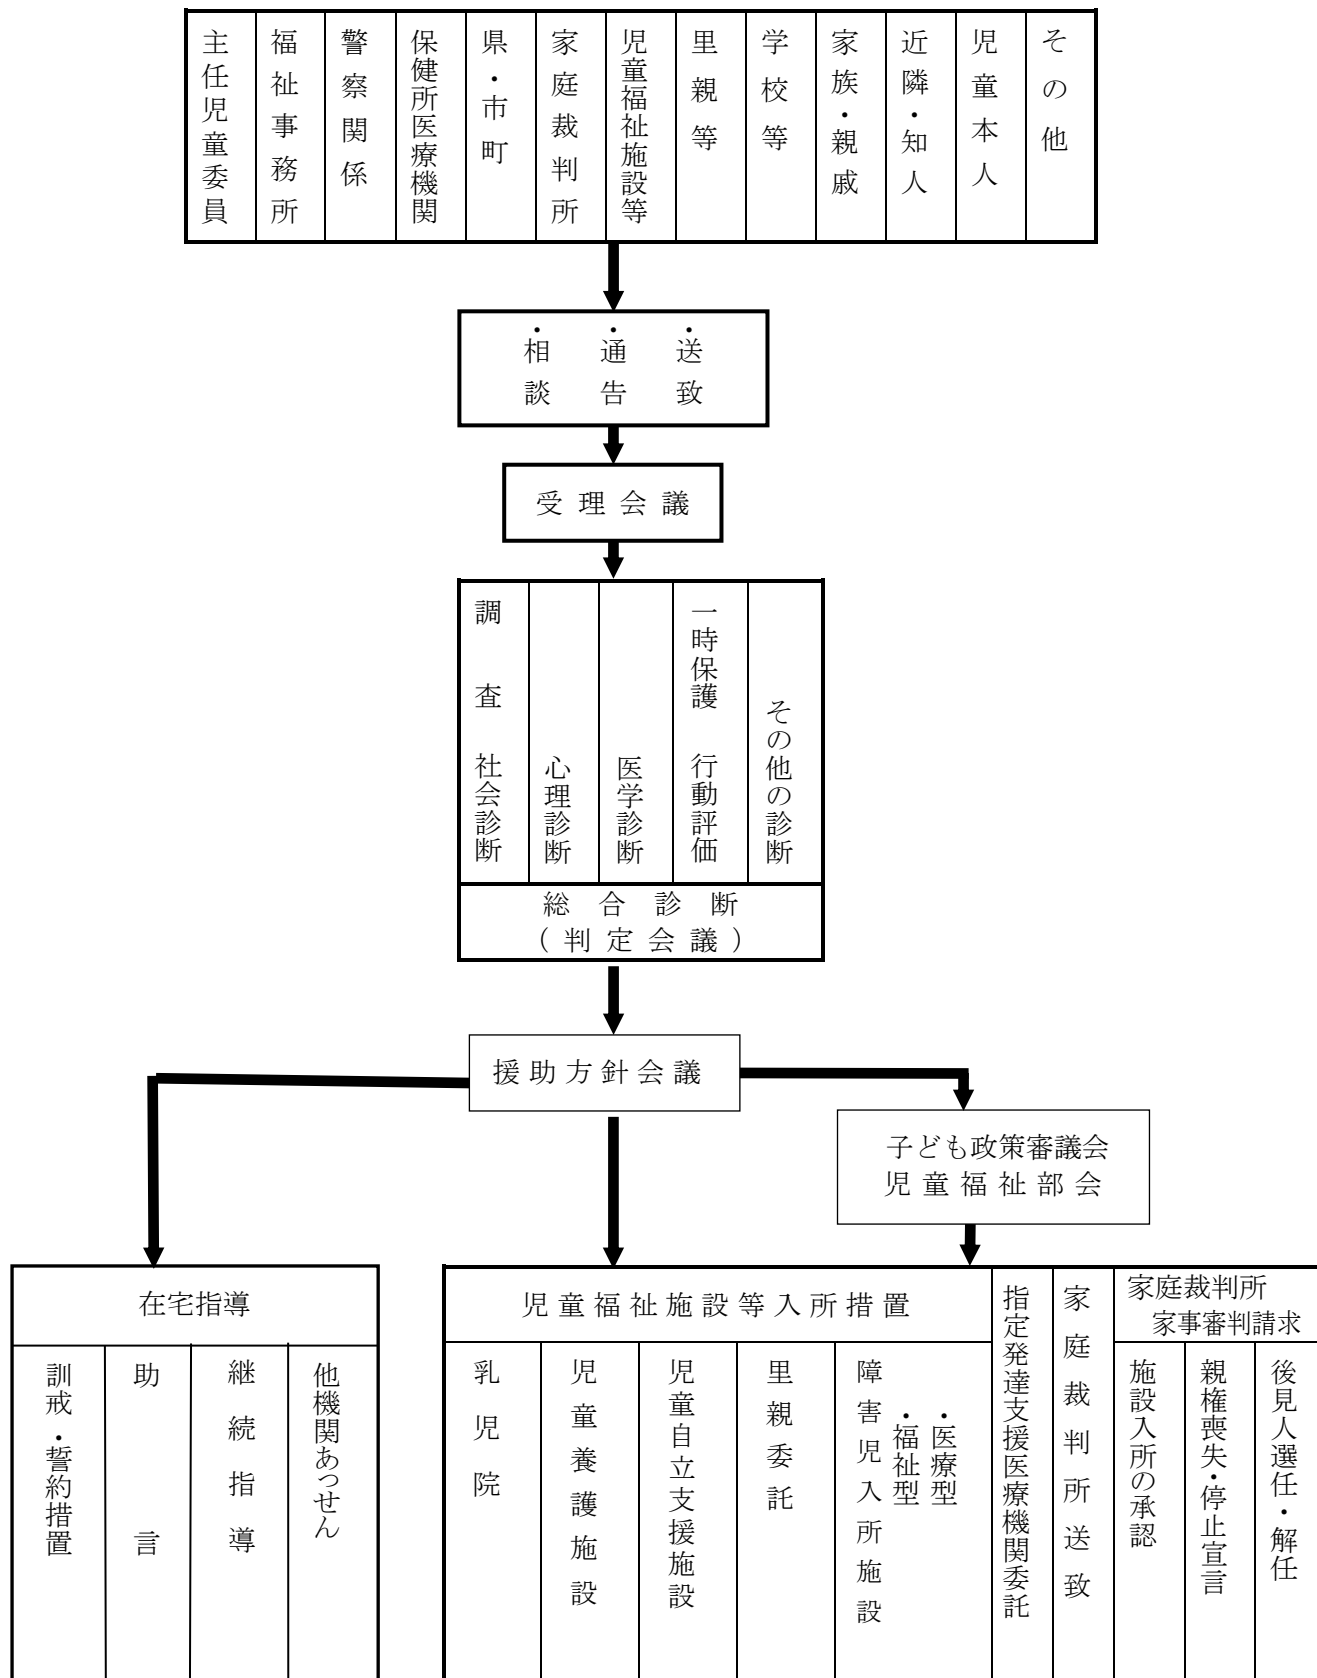 主任児童委員
福祉事務所
警察関係
保健所医療機関
県・市町
家庭裁判所
児童福祉施設等
里親等
学校等
家族・親戚
近隣・知人
児童本人
その他
・相談
・通告
・送致
受理会議
調査 社会診断
心理診断
医学診断
一時保護 行動評価
その他の診断
総合診断
(判定会議)
援助方針会議
子ども政策審議会
児童福祉部会
在宅指導
訓戒・誓約措置
助言
継続指導
他機関あっせん
児童福祉施設等入所措置
乳児院
児童養護施設
児童自立支援施設
里親委託
障害児入所施設
・福祉型
・医療型
指定発達支援医療機関委託
家庭裁判所送致
家庭裁判所
家事審判請求
施設入所の承認
親権喪失・停止宣言
後見人選任・解任